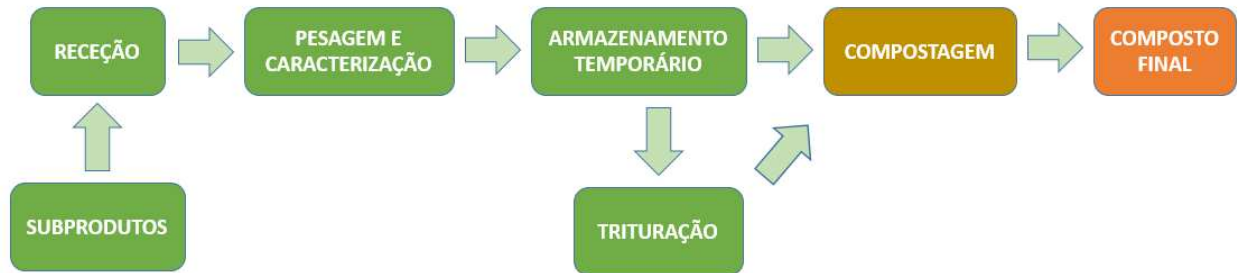 RECEÇÃO
PESAGEM E
CARACTERIZAÇÃO
ARMAZENAMENTO
TEMPORÁRIO
COMPOSTAGEM
COMPOSTO
FINAL
SUBPRODUTOS
TRITURAÇÃO